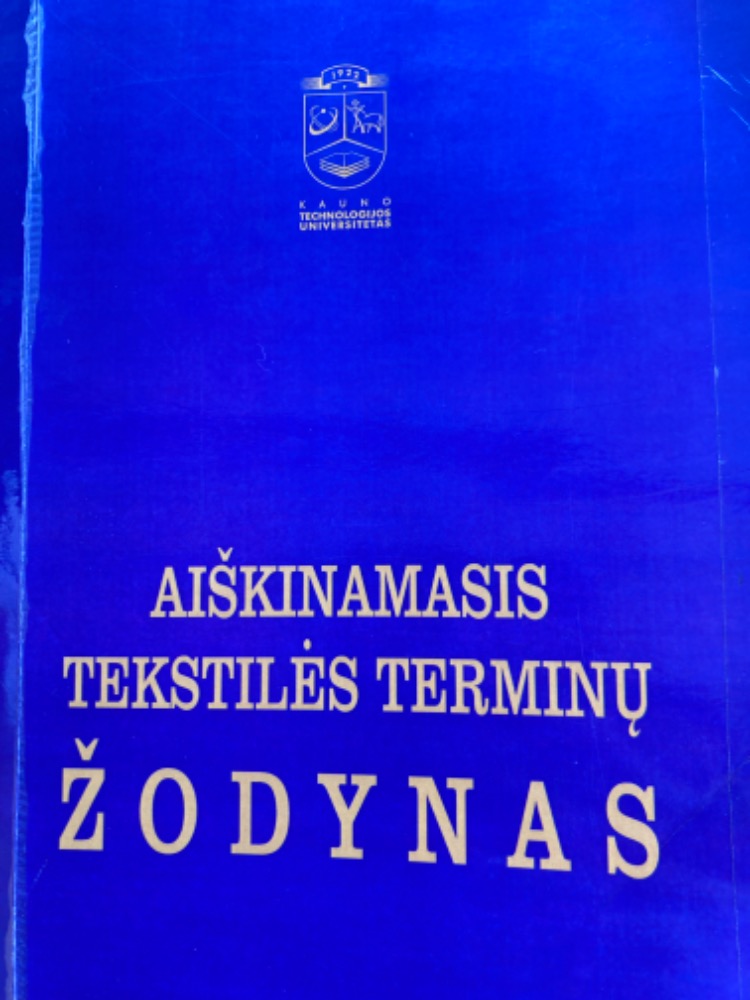 1922
KAUNO
TECHNOLOGIJOS
UNIVERSITETAS
AIŠKINAMASIS
TEKSTILĖS TERMINŲ
ŽODYNAS